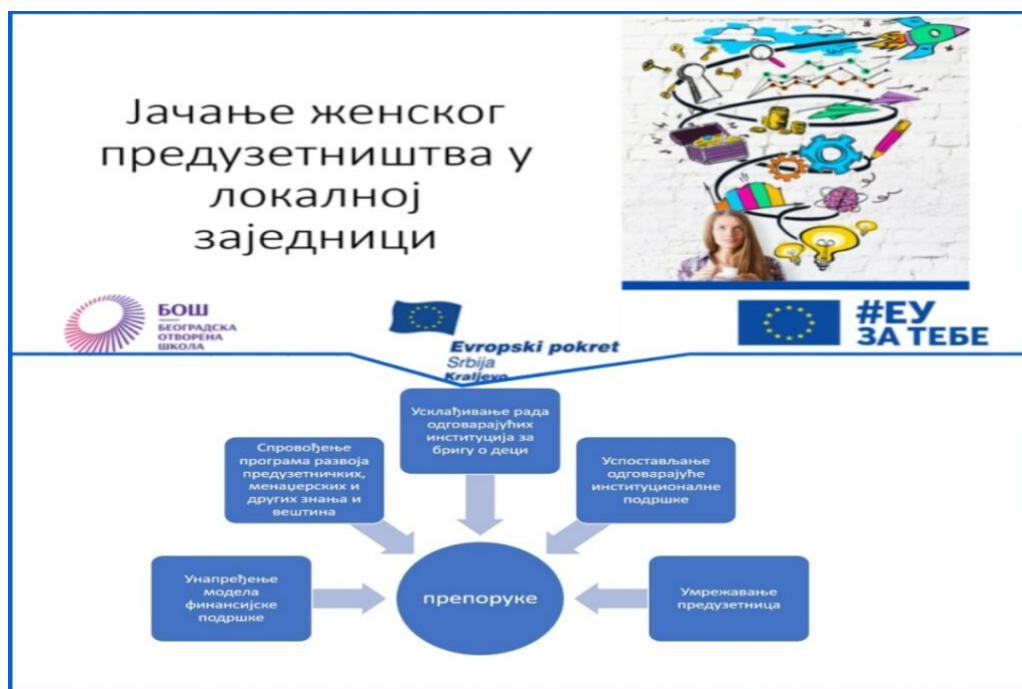 Јачање женског
предузетништва у
локалној
заједници
БОШ
БЕОГРАДСКА
ОТВОРЕНА
ШКОЛА
Evropski pokret
Srbija
Kraljevo
#ЕУ
ЗА ТЕБЕ
Усклађивање рада
одговарајућих
институција за
бригу о деци
Спровођење
програма развоја
предузетничких,
менаџерских и
других знања и
вештина
Успостављање
одговарајуће
институционалне
подршке
Унапређење
модела
финансијске
подршке
препоруке
Умрежавање
предузетница